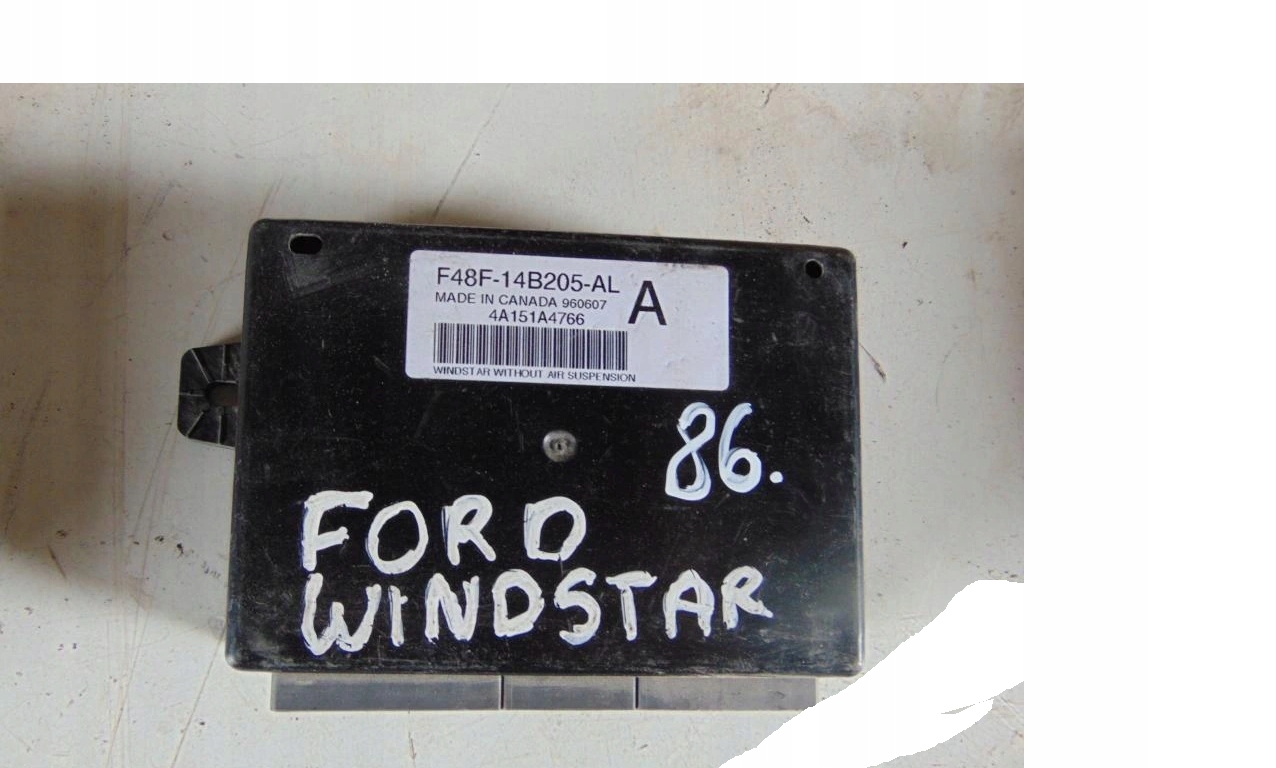 F48F-14B205-AL
A
MADE IN CANADA 960607
4A151A4766
WINDSTAR WITHOUT AIR SUSPENSION
86.
FORD
WINDSTAR